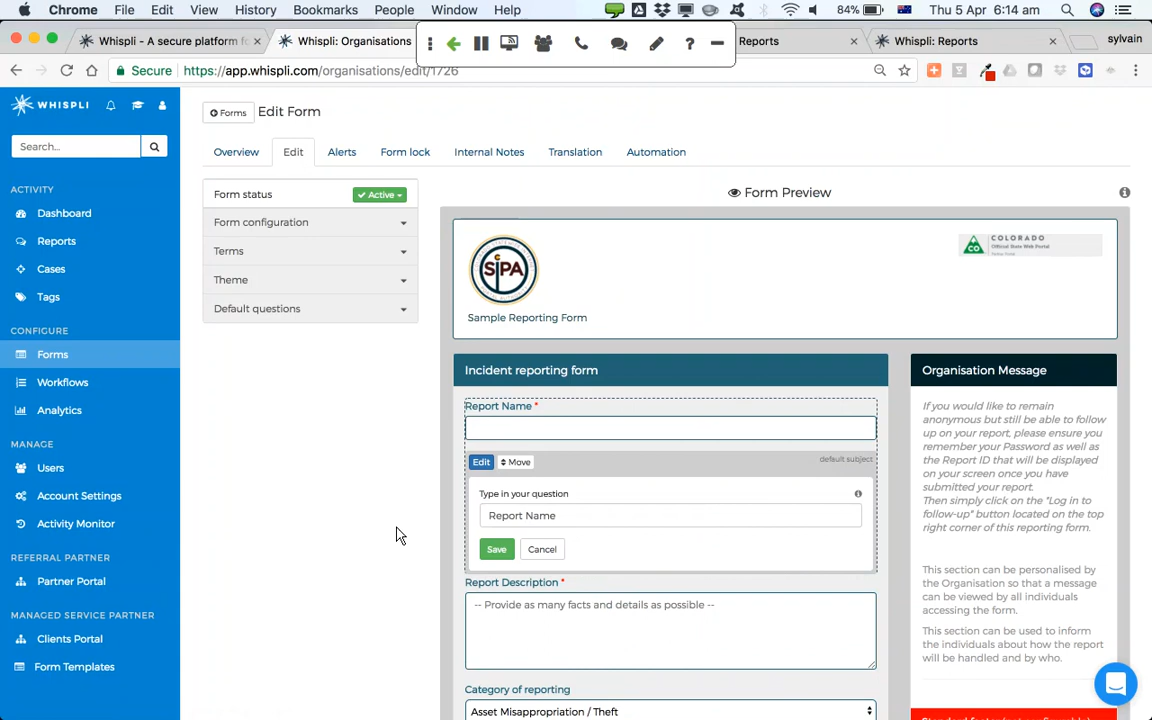 Chrome File Edit View History Bookmarks People Window Help 84% Thu 5 Apr 6:14 am
Whispli - A secure platform fo × Whispli: Organisations Reports × Whispli: Reports × sylvain
Secure https://app.whispli.com/organisations/edit/1726
WHISPLI
Search...
ACTIVITY
Dashboard
Reports
Cases
Tags
CONFIGURE
Forms
Workflows
Analytics
MANAGE
Users
Account Settings
Activity Monitor
REFERRAL PARTNER
Partner Portal
MANAGED SERVICE PARTNER
Clients Portal
Form Templates
Forms Edit Form
Overview Edit Alerts Form lock Internal Notes Translation Automation
Form status Active
Form configuration
Terms
Theme
Default questions
Form Preview
SIPA
COLORADO
Official State Web Portal
Sample Reporting Form
Incident reporting form
Report Name *
Edit Move default subject
Type in your question
Report Name
Save Cancel
Report Description *
-- Provide as many facts and details as possible --
Category of reporting
Asset Misappropriation / Theft
Organisation Message
If you would like to remain
anonymous but still be able to follow
up on your report, please ensure you
remember your Password as well as
the Report ID that will be displayed
on your screen once you have
submitted your report.
Then simply click on the "Log in to
follow-up" button located on the top
right corner of this reporting form.
This section can be personalised by
the Organisation so that a message
can be viewed by all individuals
accessing the form.
This section can be used to inform
the individuals about how the report
will be handled and by who.